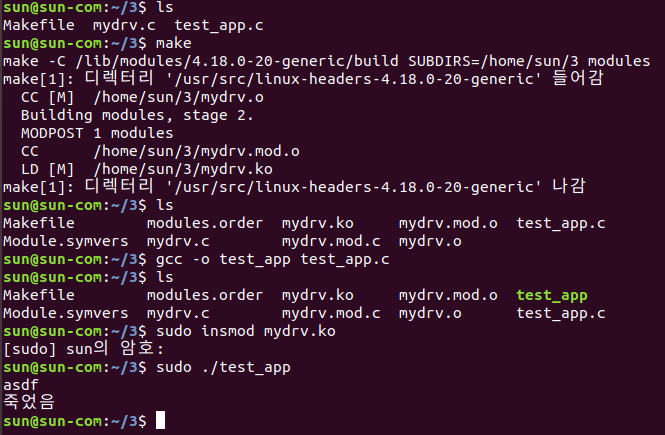 sun@sun-com:~/3$ ls
Makefile  mydrv.c  test_app.c
sun@sun-com:~/3$ make
make -C /lib/modules/4.18.0-20-generic/build SUBDIRS=/home/sun/3 modules
make[1]: 디렉터리 '/usr/src/linux-headers-4.18.0-20-generic' 들어감
  CC [M]  /home/sun/3/mydrv.o
  Building modules, stage 2.
  MODPOST 1 modules
  CC      /home/sun/3/mydrv.mod.o
  LD [M]  /home/sun/3/mydrv.ko
make[1]: 디렉터리 '/usr/src/linux-headers-4.18.0-20-generic' 나감
sun@sun-com:~/3$ ls
Makefile        modules.order  mydrv.ko     mydrv.mod.o  test_app.c
Module.symvers  mydrv.c        mydrv.mod.c  mydrv.o
sun@sun-com:~/3$ gcc -o test_app test_app.c
sun@sun-com:~/3$ ls
Makefile        modules.order  mydrv.ko     mydrv.mod.o  test_app
Module.symvers  mydrv.c        mydrv.mod.c  mydrv.o      test_app.c
sun@sun-com:~/3$ sudo insmod mydrv.ko
[sudo] sun의 암호:
sun@sun-com:~/3$ sudo ./test_app
asdf
죽었음
sun@sun-com:~/3$